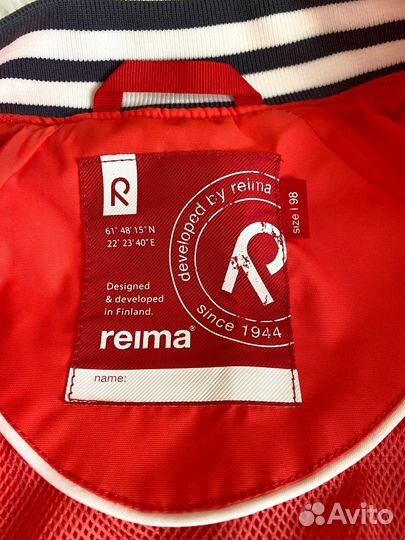 R
61° 48' 15" N
22° 23' 40" E
Designed
& developed
in Finland.
reima®
name:
developed by reima
R
since 1944
size | 98
Avito